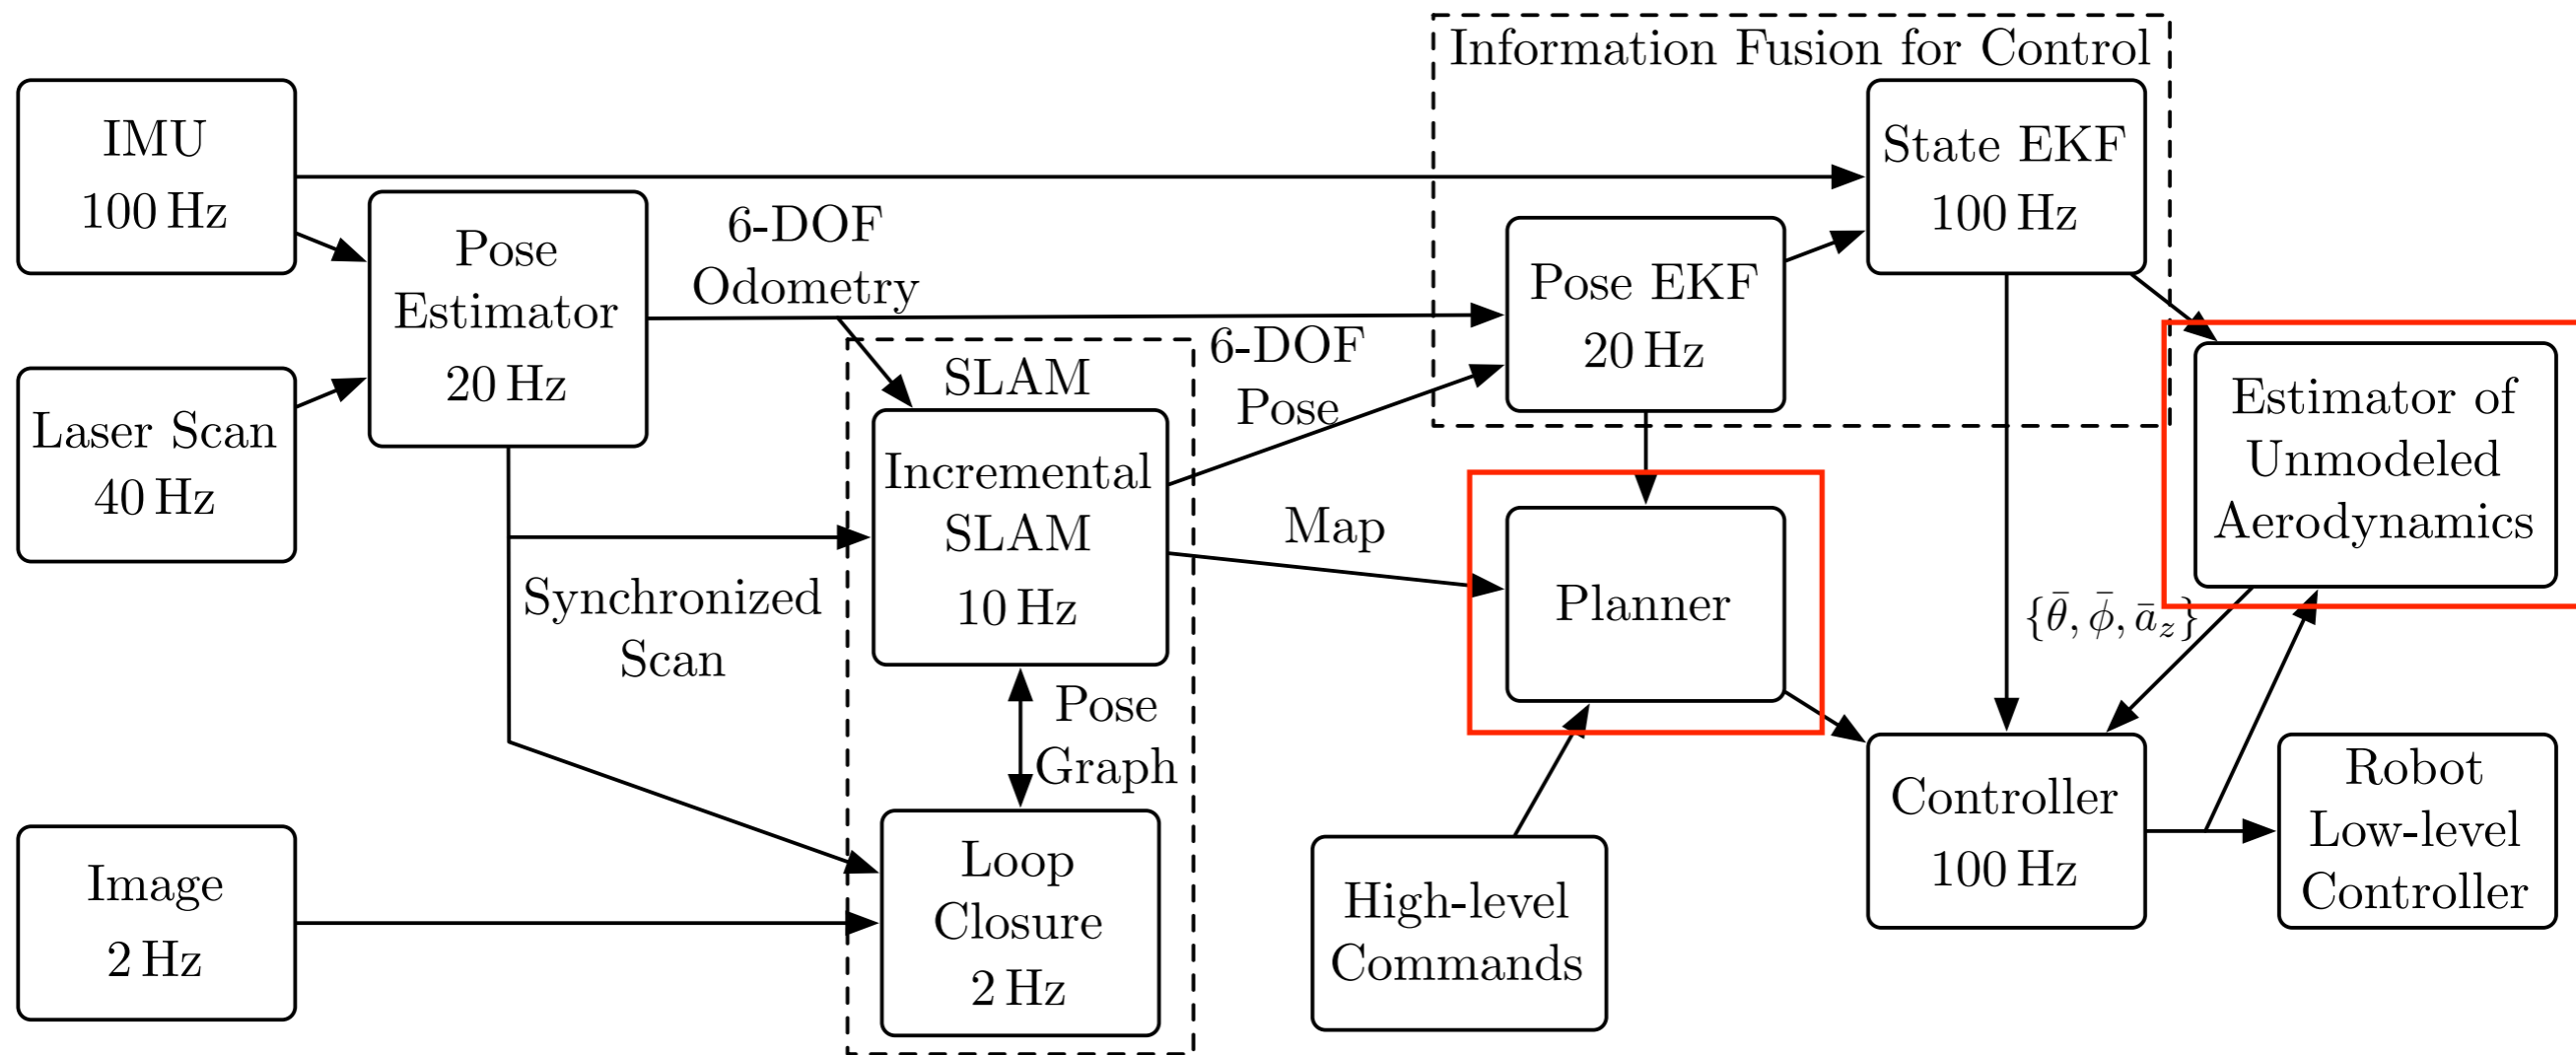 Information Fusion for Control
IMU
100 Hz
State EKF
100 Hz
Pose
Estimator
20 Hz
6-DOF
Odometry
Pose EKF
20 Hz
Laser Scan
40 Hz
SLAM
6-DOF
Pose
Estimator of
Unmodeled
Aerodynamics
Incremental
SLAM
10 Hz
Map
Planner
Synchronized
Scan
{θ̄, φ̄, ā_z}
Pose
Graph
Image
2 Hz
Loop
Closure
2 Hz
High-level
Commands
Controller
100 Hz
Robot
Low-level
Controller